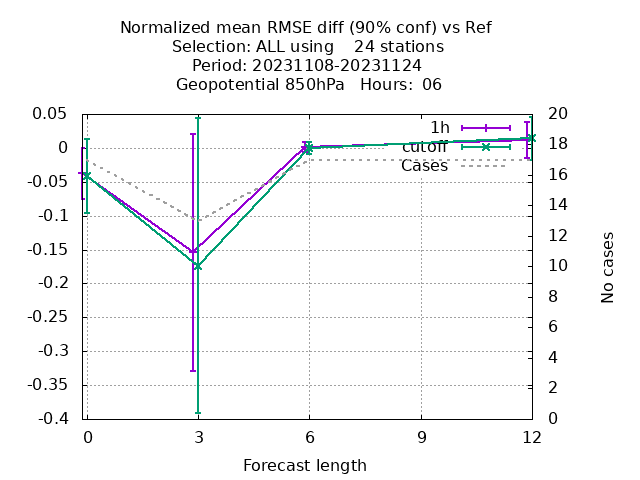 Normalized mean RMSE diff (90% conf) vs Ref
Selection: ALL using    24 stations
Period: 20231108-20231124
Geopotential 850hPa   Hours:  06
0.05
0
-0.05
-0.1
-0.15
-0.2
-0.25
-0.3
-0.35
-0.4
1h
cutoff
Cases
20
18
16
14
12
10
8
6
4
2
0
No cases
0 3 6 9 12
Forecast length